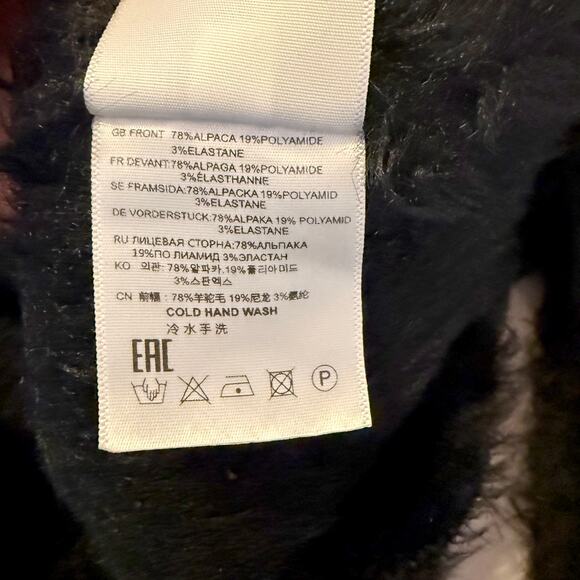 GB FRONT 78%ALPACA 19%POLYAMIDE
3%ELASTANE
FR DEVANT:78%ALPAGA 19%POLYAMIDE
3%ÉLASTHANNE
SE FRAMSIDA:78%ALPACKA 19%POLYAMID
3%ELASTANE
DE VORDERSTUCK:78%ALPAKA 19% POLYAMID
3%ELASTANE
RU ЛИЦЕВАЯ СТОРНА:78%АЛЬПАКА
19%ПО ЛИАМИД 3%ЭЛАСТАН
KO 외관: 78%알파카.19%폴리아미드
3%스판엑스
CN 前幅: 78%羊驼毛 19%尼龙 3%氨纶
COLD HAND WASH
冷水手洗
EAC
P